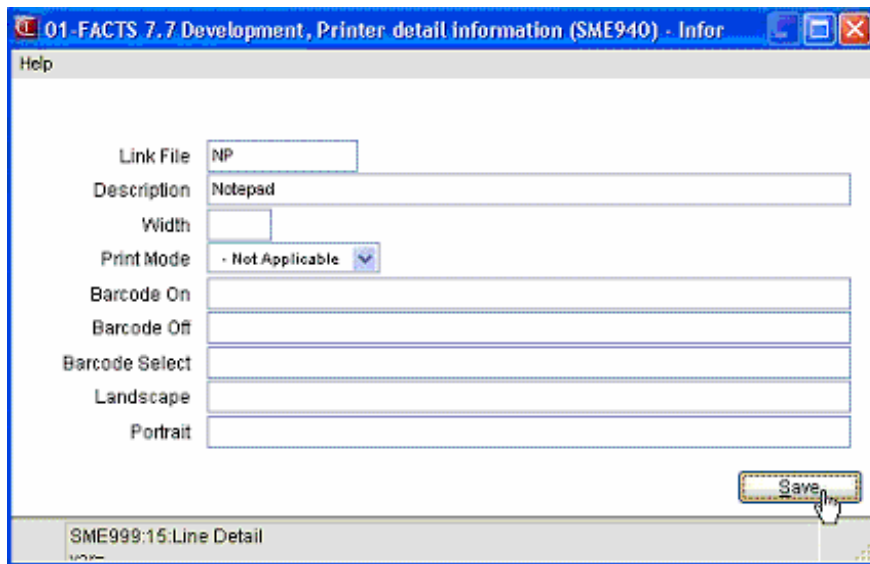 01-FACTS 7.7 Development, Printer detail information (SME940) - Infor
Help
Link File NP
Description Notepad
Width
Print Mode - Not Applicable
Barcode On
Barcode Off
Barcode Select
Landscape
Portrait
Save
SME999:15:Line Detail